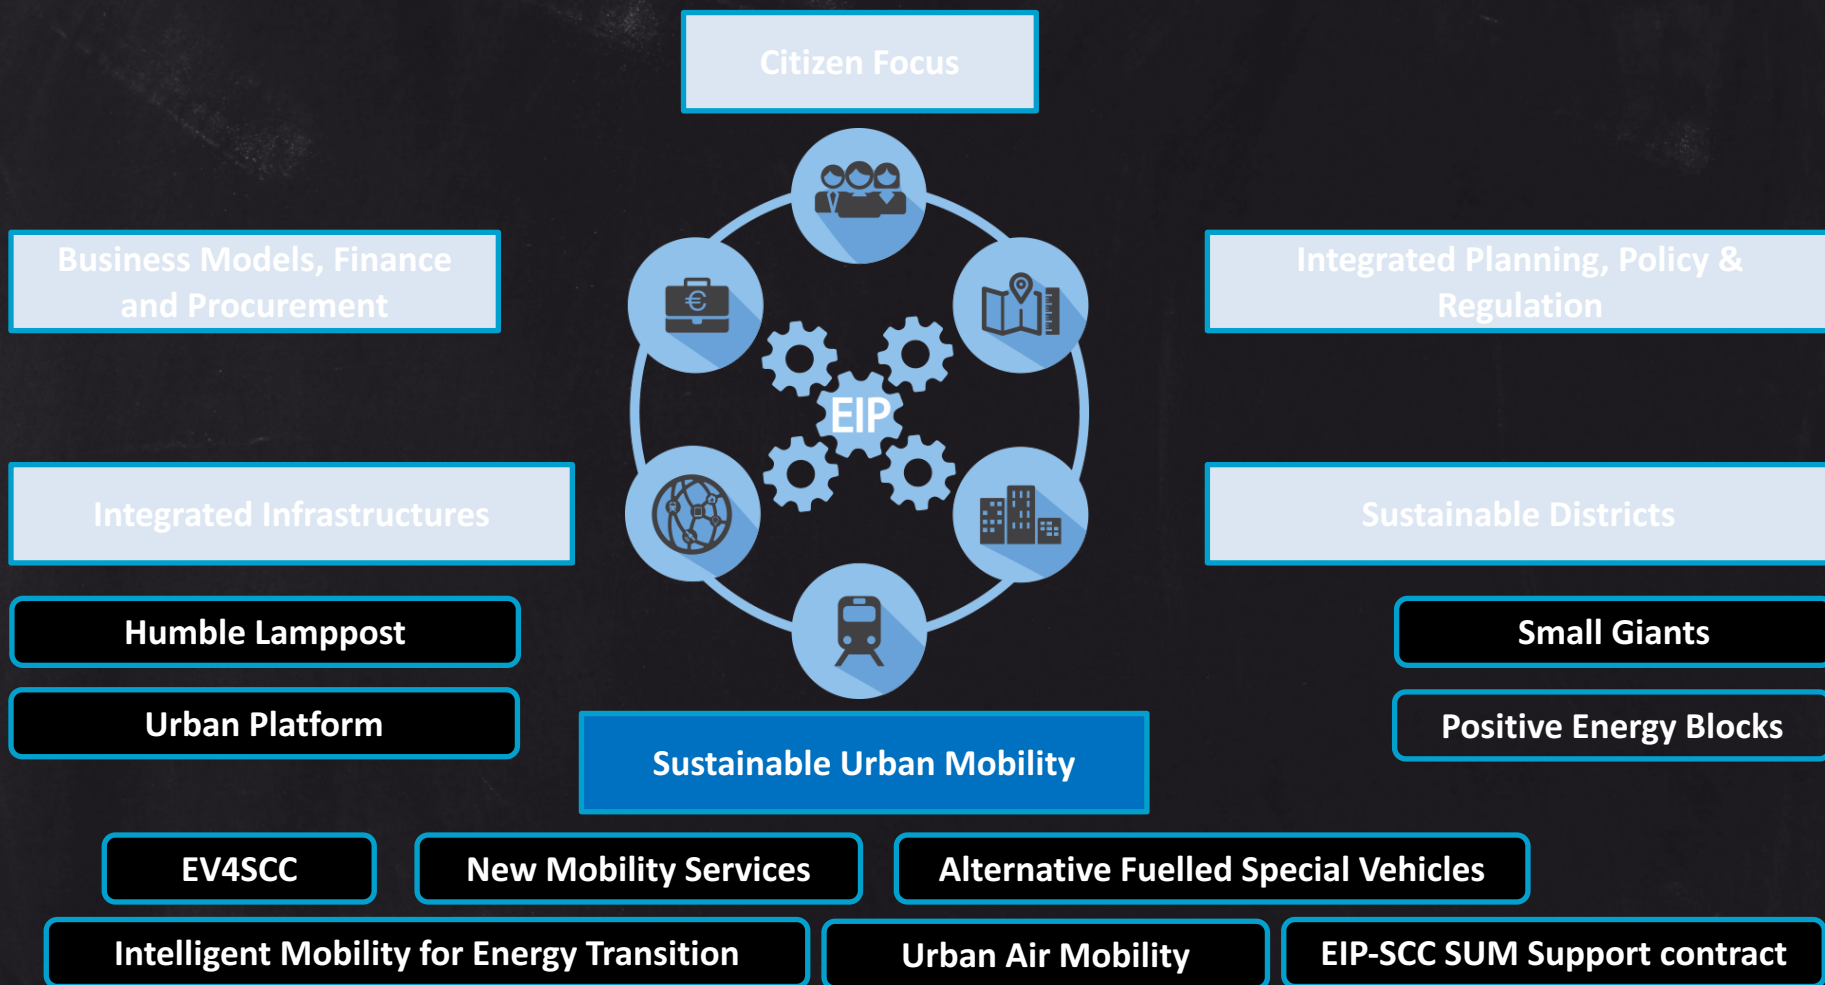 Citizen Focus
Business Models, Finance
and Procurement
Integrated Planning, Policy &
Regulation
€
EIP
Integrated Infrastructures
Sustainable Districts
Humble Lamppost
Small Giants
Urban Platform
Positive Energy Blocks
Sustainable Urban Mobility
EV4SCC
New Mobility Services
Alternative Fuelled Special Vehicles
Intelligent Mobility for Energy Transition
Urban Air Mobility
EIP-SCC SUM Support contract